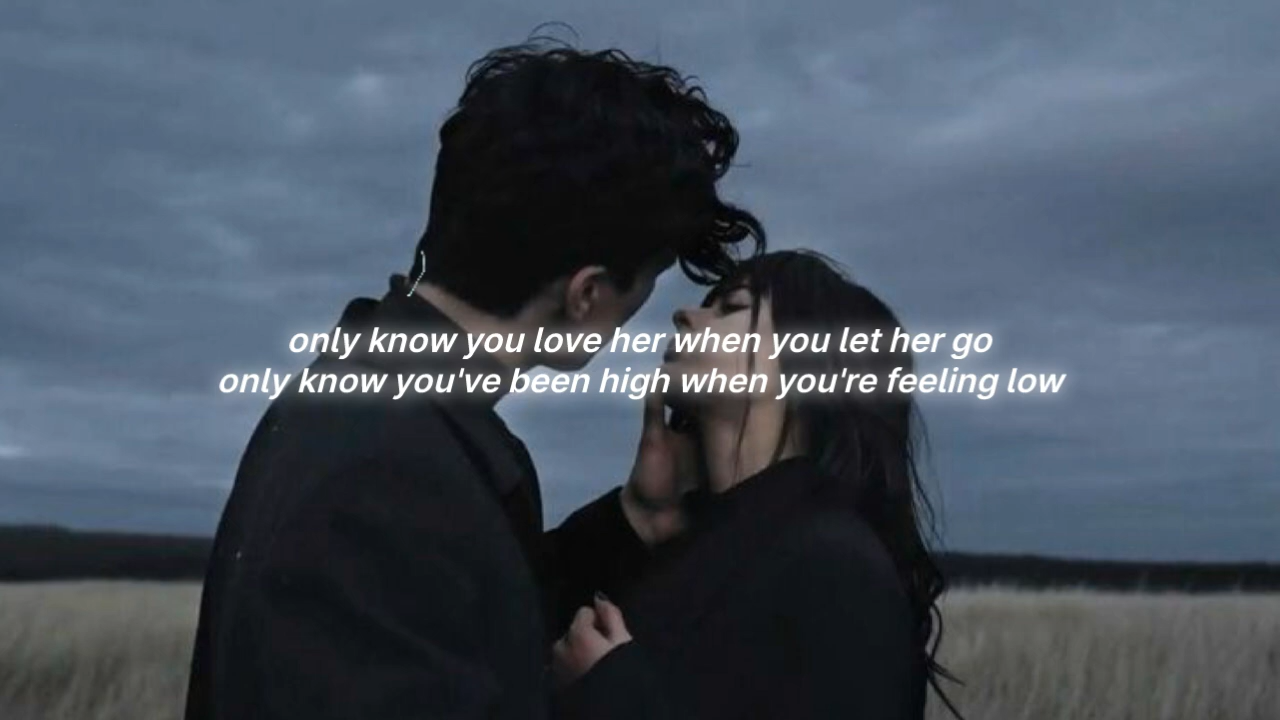 only know you love her when you let her go
only know you've been high when you're feeling low